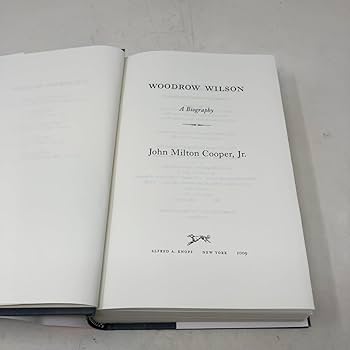 WOODROW WILSON
A Biography
John Milton Cooper, Jr.
ALFRED A. KNOPF NEW YORK 2009